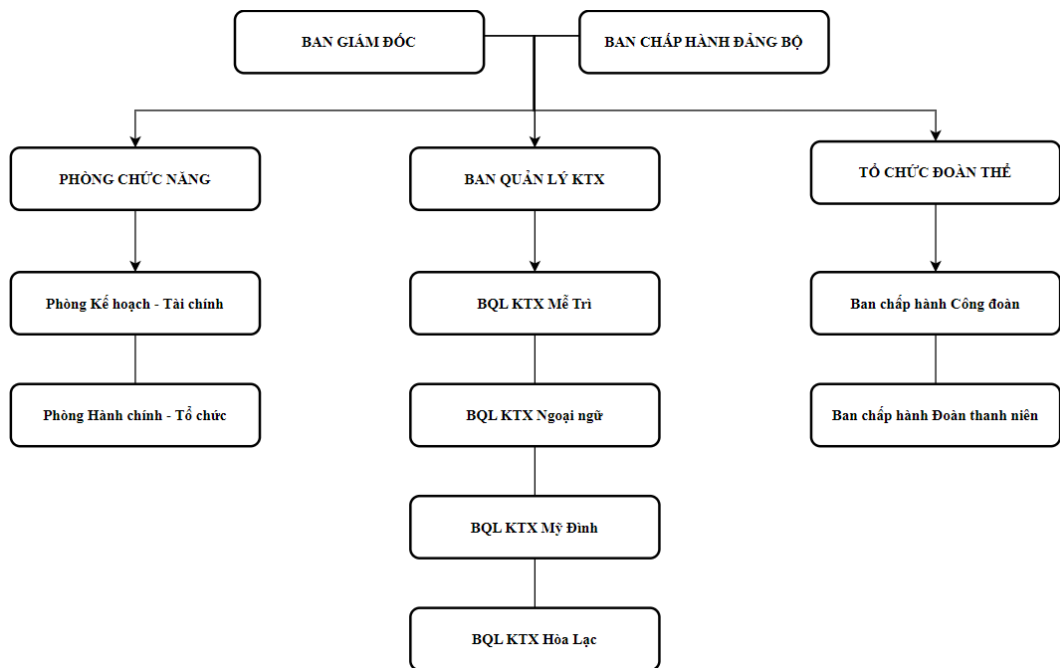 BAN GIÁM ĐỐC
BAN CHẤP HÀNH ĐẢNG BỘ
PHÒNG CHỨC NĂNG
BAN QUẢN LÝ KTX
TỔ CHỨC ĐOÀN THỂ
Phòng Kế hoạch - Tài chính
BQL KTX Mễ Trì
Ban chấp hành Công đoàn
Phòng Hành chính - Tổ chức
BQL KTX Ngoại ngữ
Ban chấp hành Đoàn thanh niên
BQL KTX Mỹ Đình
BQL KTX Hòa Lạc